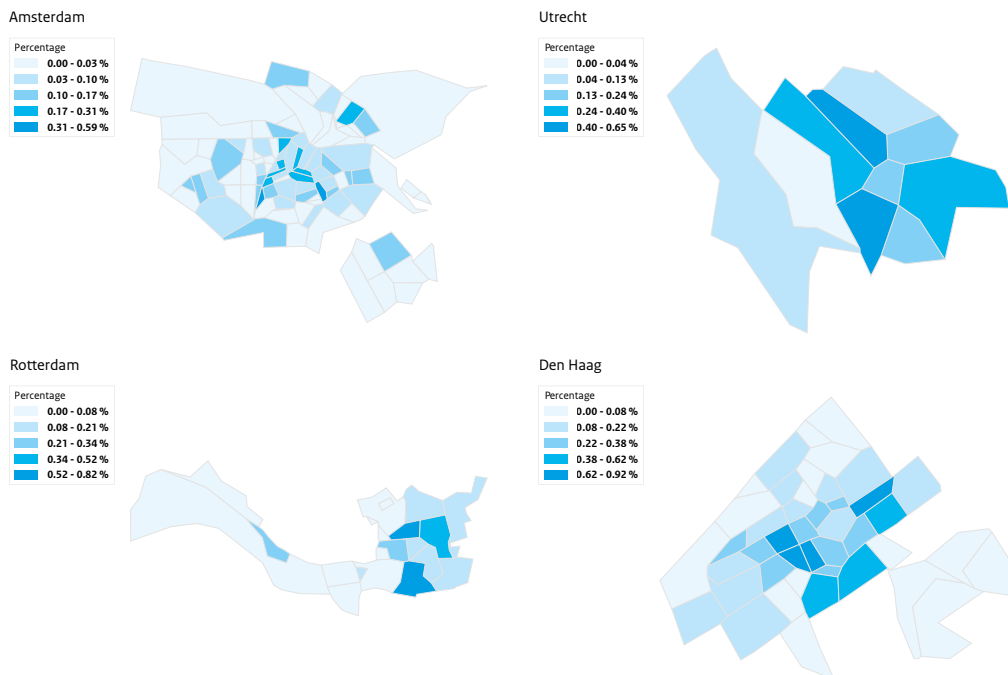 Amsterdam
Percentage
0.00 - 0.03 %
0.03 - 0.10 %
0.10 - 0.17 %
0.17 - 0.31 %
0.31 - 0.59 %
Utrecht
Percentage
0.00 - 0.04 %
0.04 - 0.13 %
0.13 - 0.24 %
0.24 - 0.40 %
0.40 - 0.65 %
Rotterdam
Percentage
0.00 - 0.08 %
0.08 - 0.21 %
0.21 - 0.34 %
0.34 - 0.52 %
0.52 - 0.82 %
Den Haag
Percentage
0.00 - 0.08 %
0.08 - 0.22 %
0.22 - 0.38 %
0.38 - 0.62 %
0.62 - 0.92 %